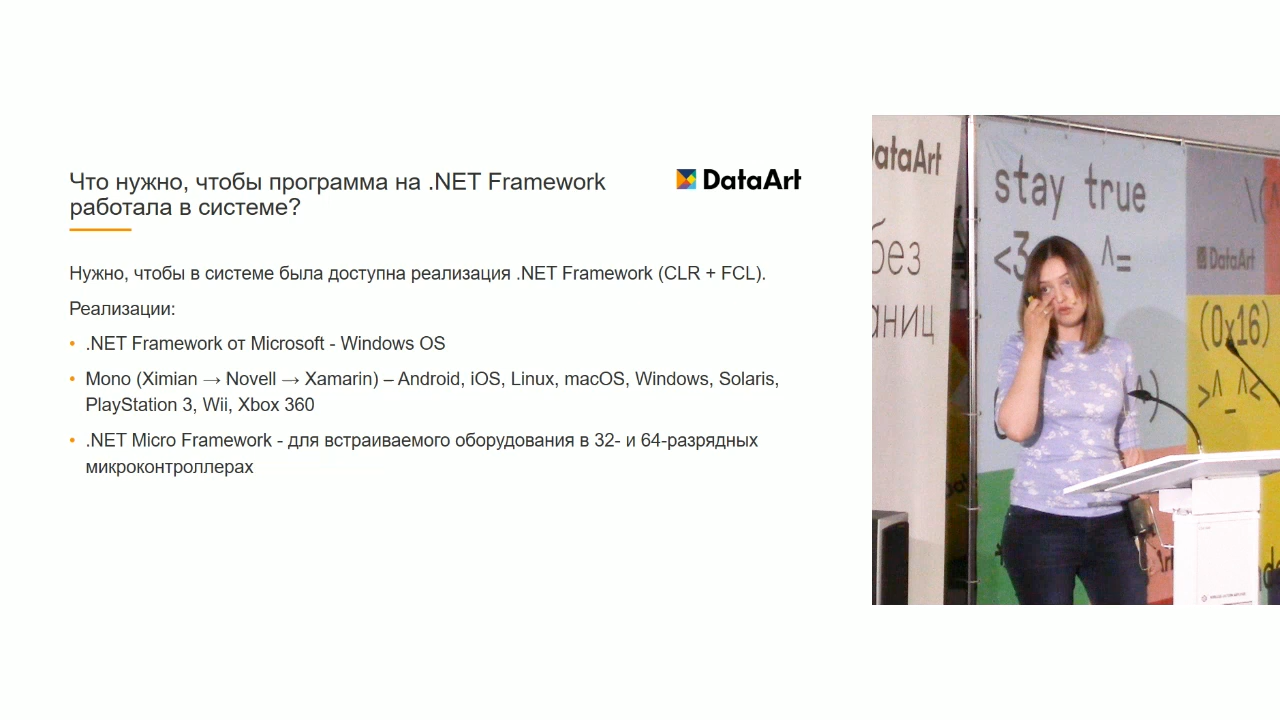 Что нужно, чтобы программа на .NET Framework
работала в системе?
DataArt
Нужно, чтобы в системе была доступна реализация .NET Framework (CLR + FCL).
Реализации:
• .NET Framework от Microsoft - Windows OS
• Mono (Ximian → Novell → Xamarin) – Android, iOS, Linux, macOS, Windows, Solaris,
PlayStation 3, Wii, Xbox 360
• .NET Micro Framework - для встраиваемого оборудования в 32- и 64-разрядных
микроконтроллерах
DataArt
без
stay true
<3
^=
DataArt
(0x16)
>^_^<